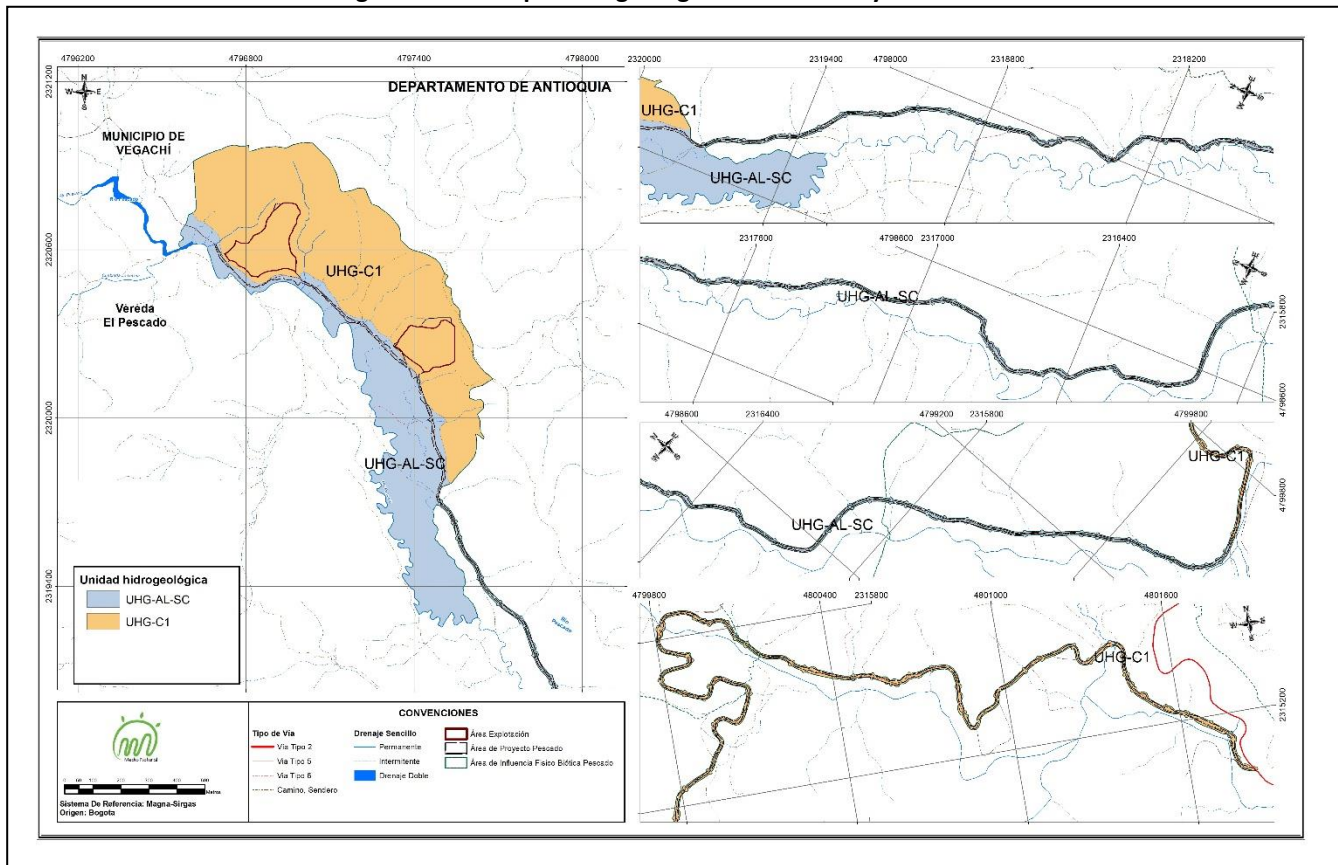 4796200 4796800 4797400 4798000
2321200
N
W E
S
DEPARTAMENTO DE ANTIOQUIA
MUNICIPIO DE
VEGACHÍ
2320600
UHG-C1
Vereda
El Pescado
2320000
UHG-AL-SC
2319400
Río
Pescado
Unidad hidrogeológica
UHG-AL-SC
UHG-C1
2320000 2319400 4798000 2318800 2318200
UHG-C1
UHG-AL-SC
2317600 4798600 2317000 2316400
UHG-AL-SC
2315800
4798600
4798600 2316400 4799200 2315800 4799800
UHG-C1
4799800
UHG-AL-SC
4799800 4800400 2315800 4801000 4801600
UHG-C1
2315200
Sistema De Referencia: Magna-Sirgas
Origen: Bogota
CONVENCIONES
Tipo de Vía
Vía Tipo 2
Vía Tipo 5
Vía Tipo 6
Camino, Sendero
Drenaje Sencillo
Permanente
Intermitente
Drenaje Doble
Área Explotación
Área de Proyecto Pescado
Área de Influencia Físico Biótica Pescado